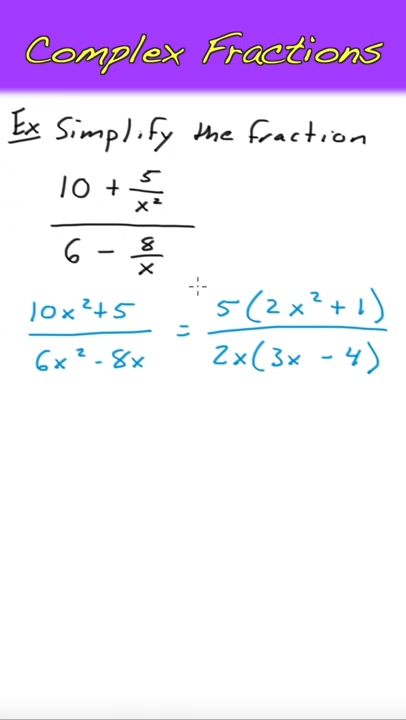 Complex Fractions
Ex Simplify the fraction
10 + 5/x²
6 - 8/x
10x²+5 = 5(2x²+1)
6x²-8x 2x(3x-4)